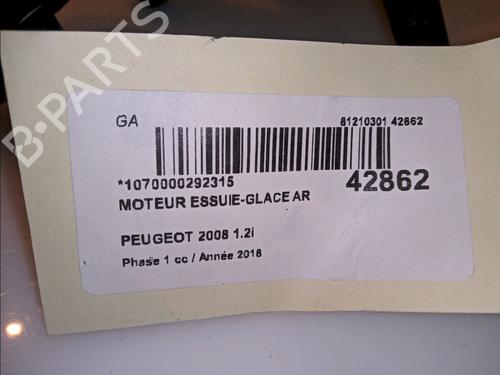 B-PARTS
GA
81210301 42862
*1070000292315
42862
MOTEUR ESSUIE-GLACE AR
PEUGEOT 2008 1.2i
Phase 1 cc / Année 2018